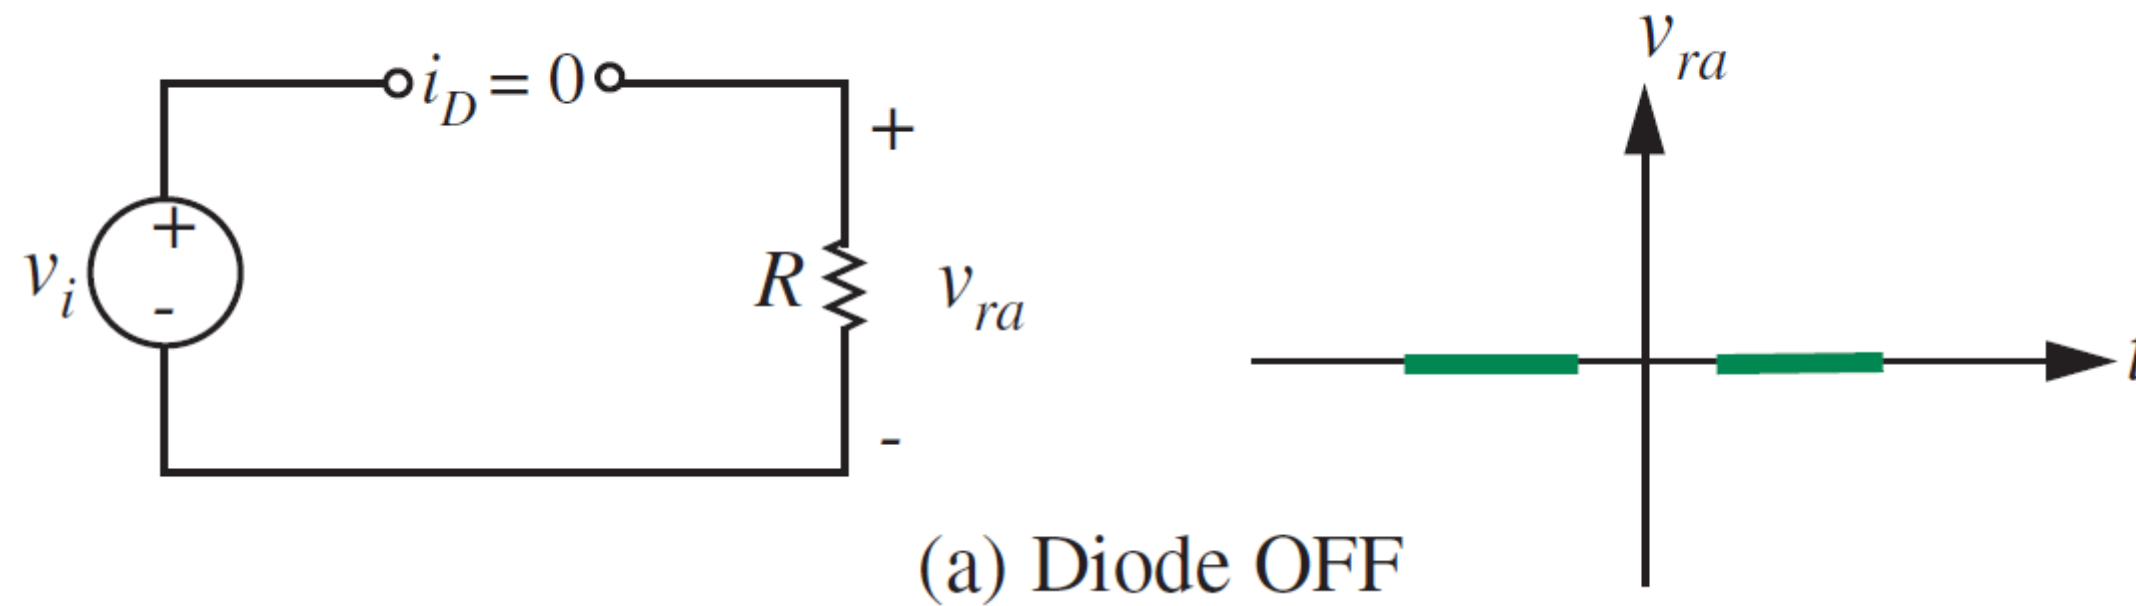 v_ra
i_D = 0
+
+
v_i
-
R
v_ra
t
-
(a) Diode OFF